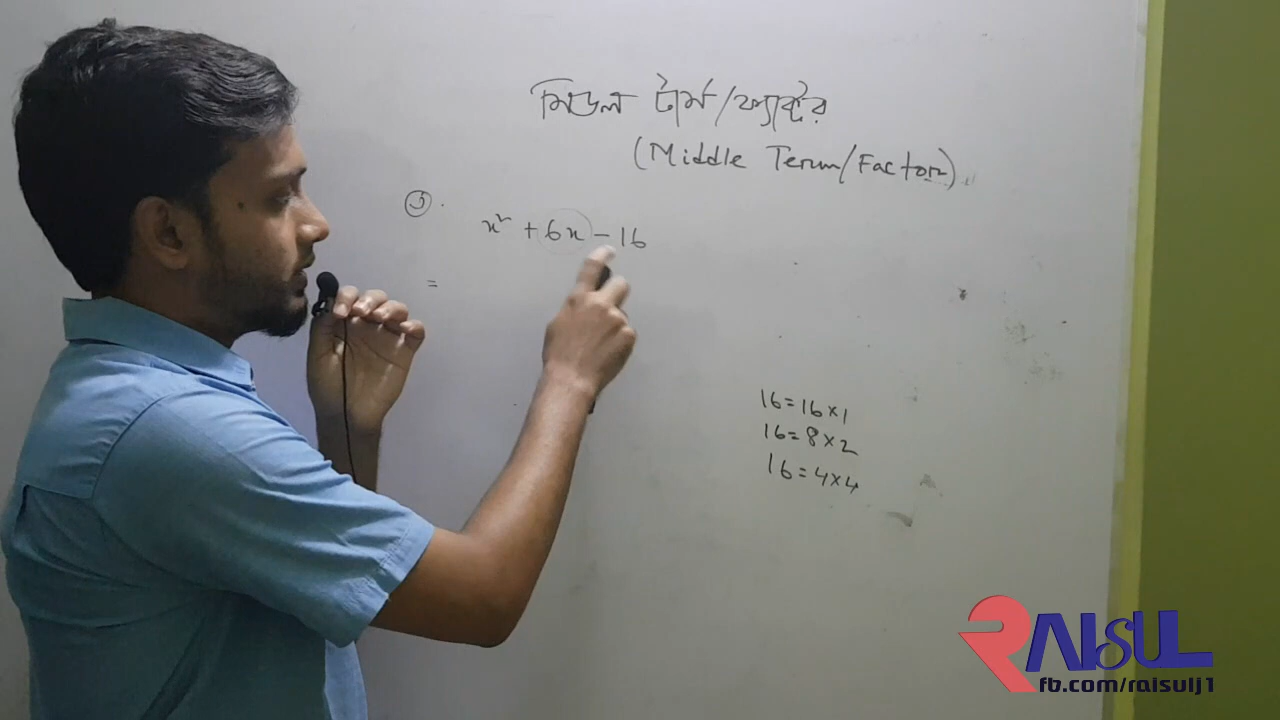 মিডল টার্ম/ফ্যাক্টর
(Middle Term/Factor)
১.
x² + 6x - 16
=
16 = 16 × 1
16 = 8 × 2
16 = 4 × 4
RAISUL
fb.com/raisulj1